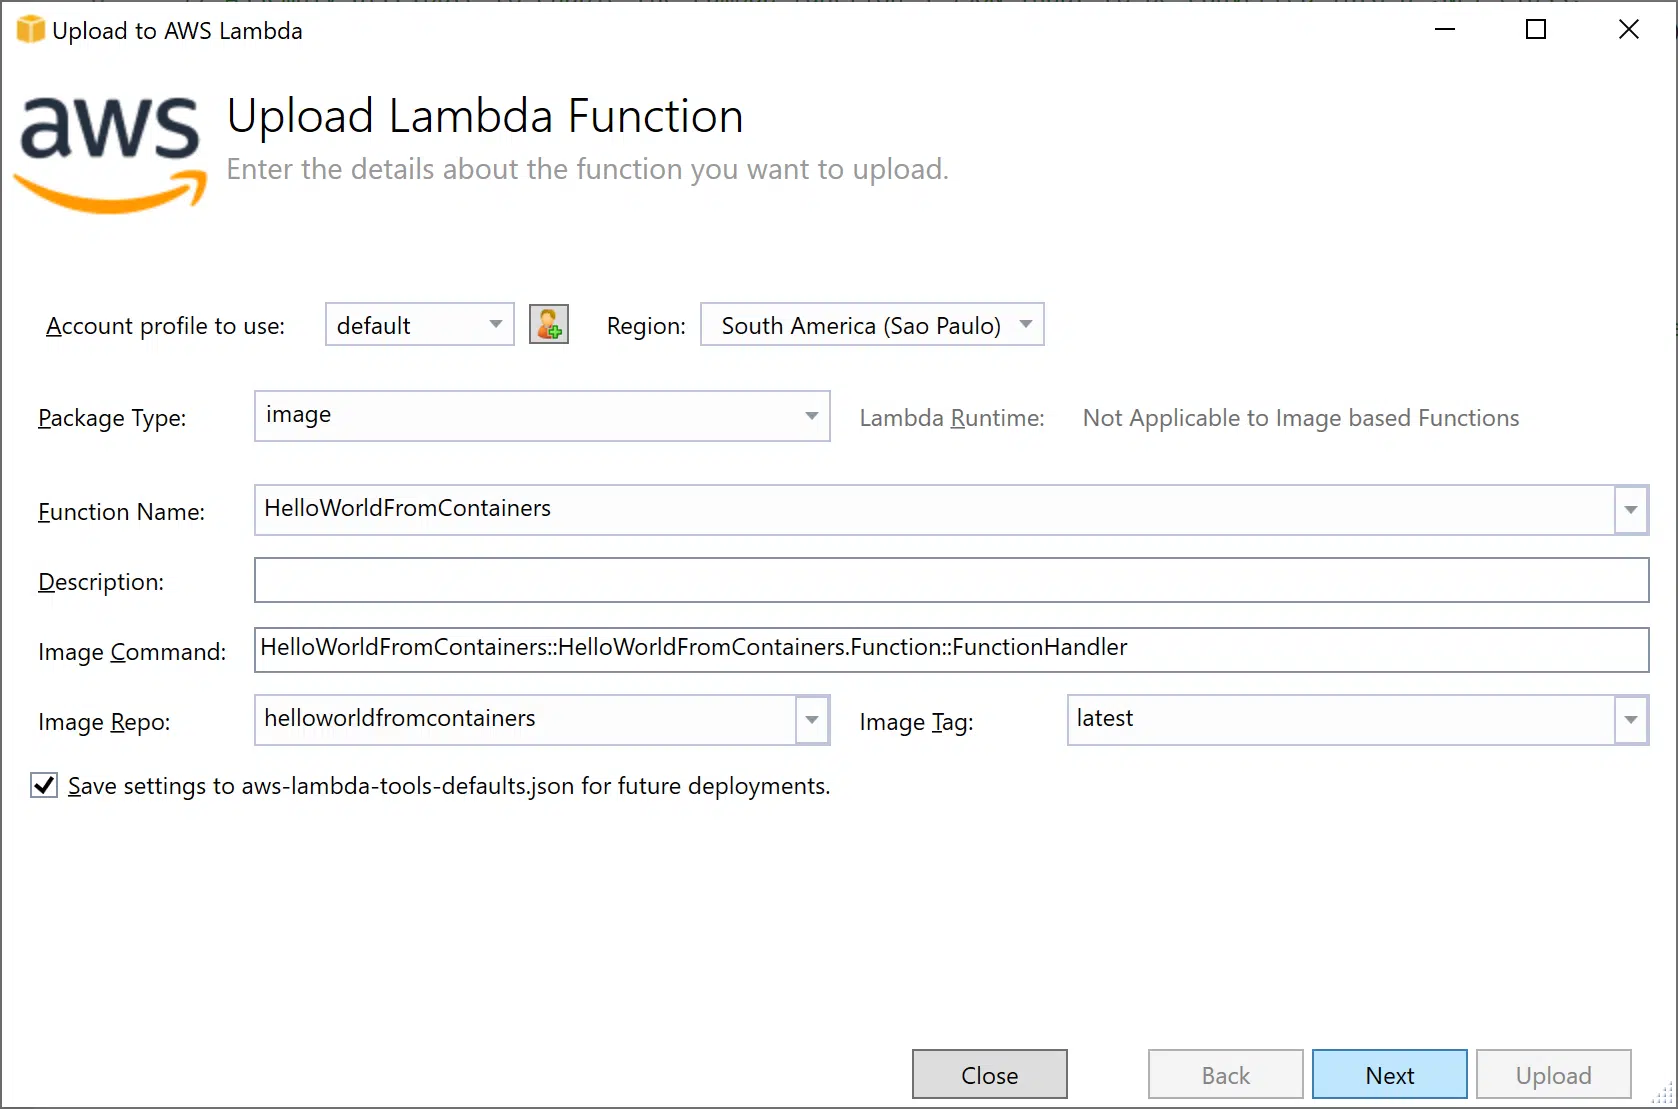 Upload to AWS Lambda
aws
Upload Lambda Function
Enter the details about the function you want to upload.
Account profile to use: default Region: South America (Sao Paulo)
Package Type: image Lambda Runtime: Not Applicable to Image based Functions
Function Name: HelloWorldFromContainers
Description:
Image Command: HelloWorldFromContainers::HelloWorldFromContainers.Function::FunctionHandler
Image Repo: helloworldfromcontainers Image Tag: latest
Save settings to aws-lambda-tools-defaults.json for future deployments.
Close Back Next Upload